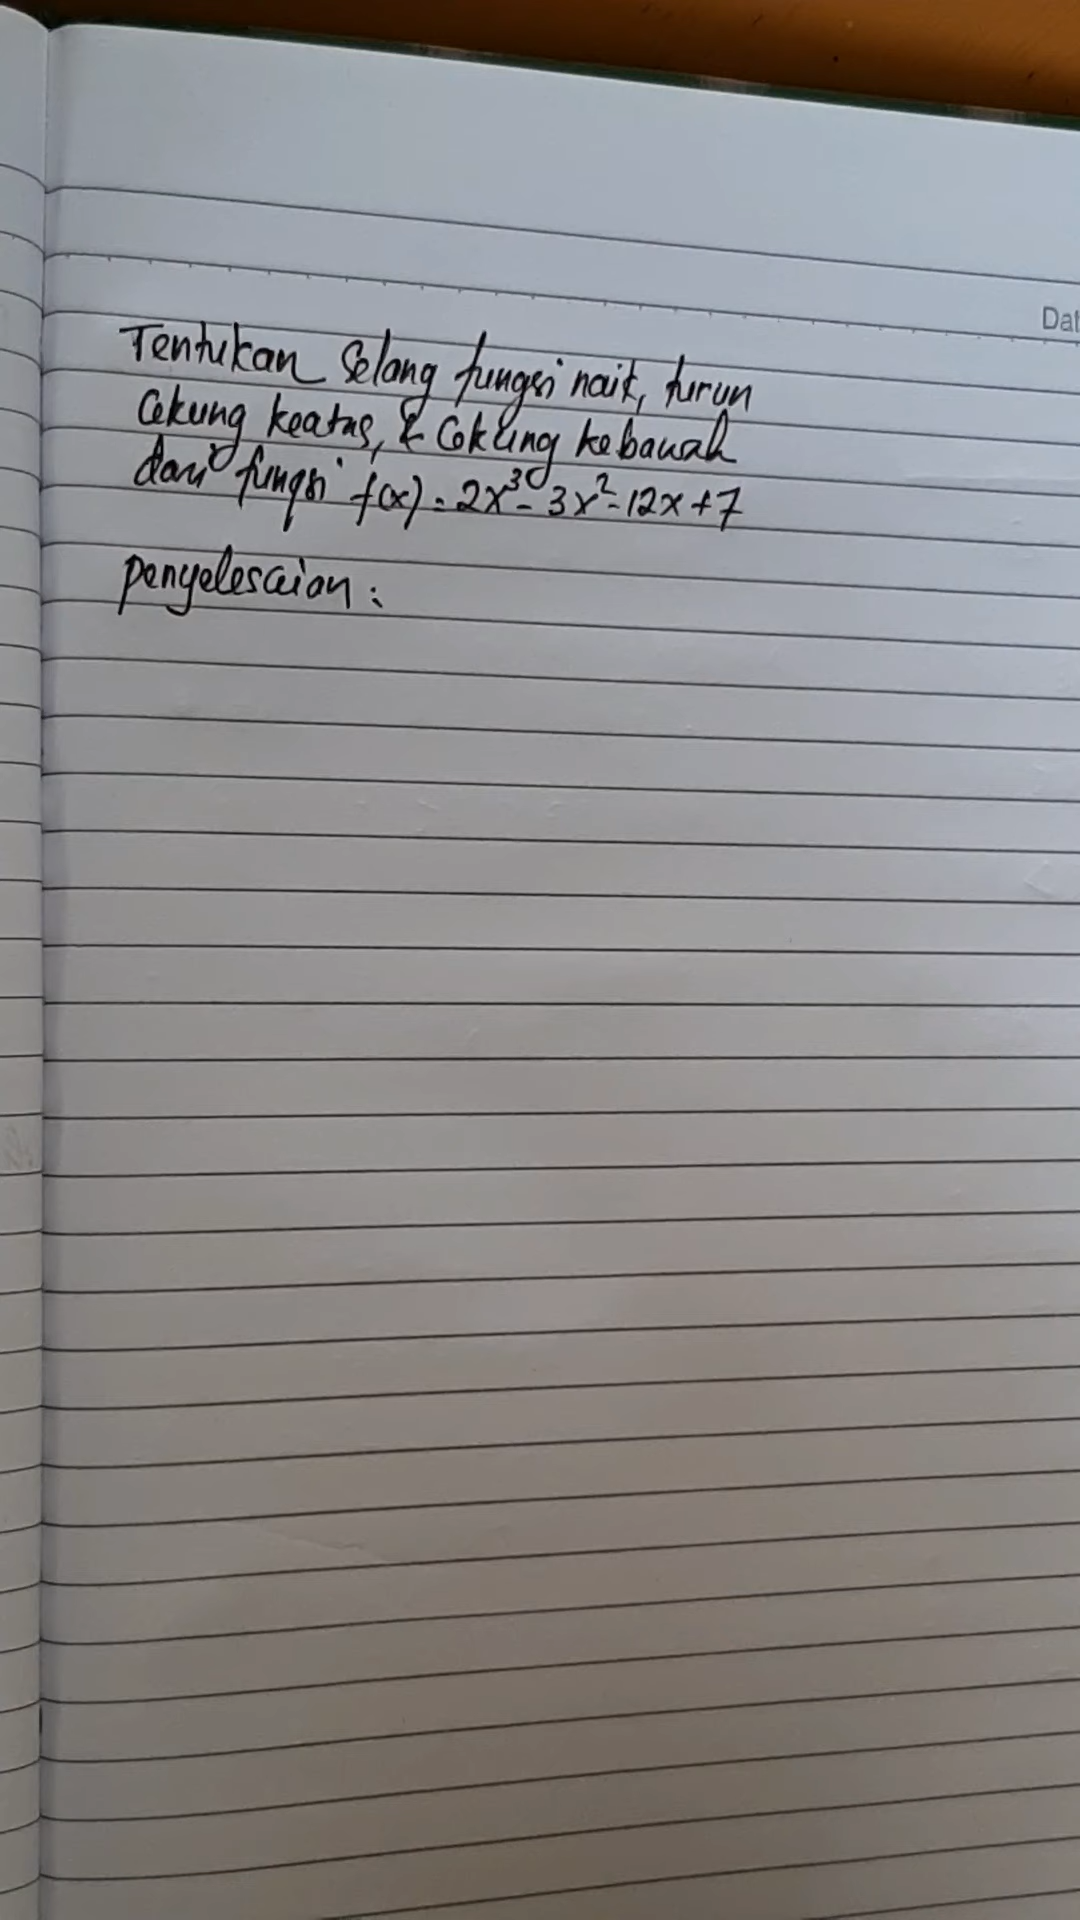 Dat
Tentukan Selang fungsi naik, turun
Cekung keatas, & Cekung kebawah
dari fungsi f(x) = 2x³ - 3x² - 12x + 7
penyelesaian :